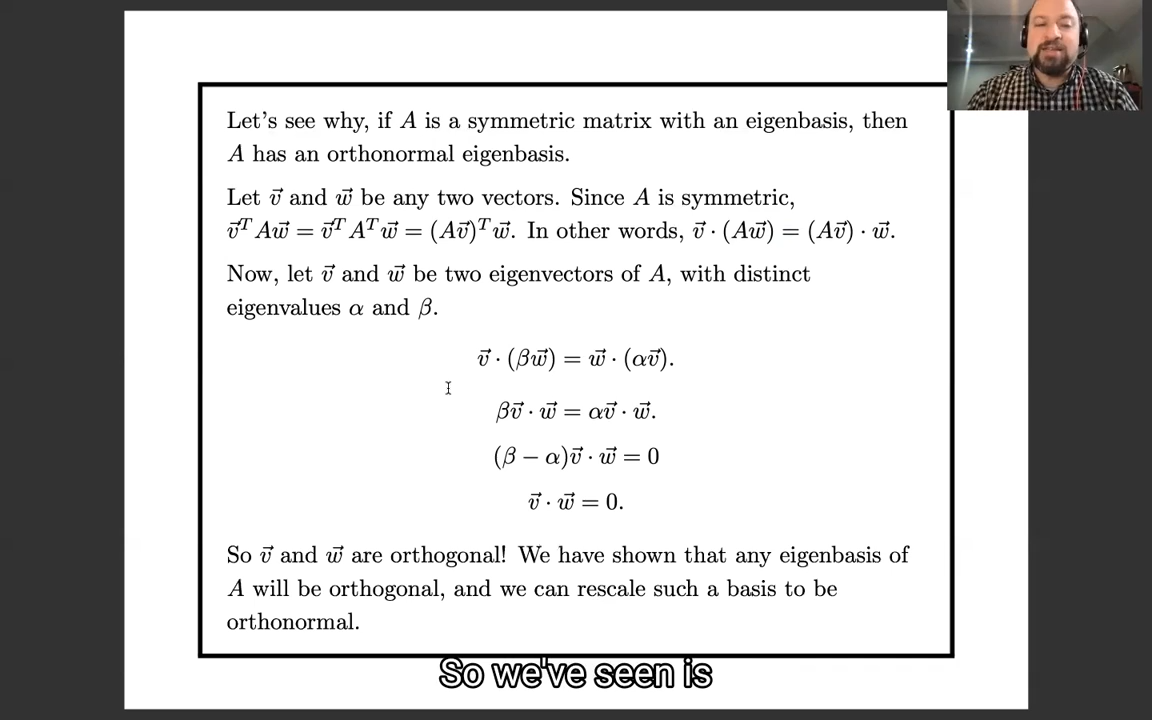 Let's see why, if A is a symmetric matrix with an eigenbasis, then
A has an orthonormal eigenbasis.
Let v⃗ and w⃗ be any two vectors. Since A is symmetric,
v⃗ᵀAw⃗ = v⃗ᵀAᵀw⃗ = (Av⃗)ᵀw⃗. In other words, v⃗ · (Aw⃗) = (Av⃗) · w⃗.
Now, let v⃗ and w⃗ be two eigenvectors of A, with distinct
eigenvalues α and β.
v⃗ · (βw⃗) = w⃗ · (αv⃗).
βv⃗ · w⃗ = αv⃗ · w⃗.
(β − α)v⃗ · w⃗ = 0
v⃗ · w⃗ = 0.
So v⃗ and w⃗ are orthogonal! We have shown that any eigenbasis of
A will be orthogonal, and we can rescale such a basis to be
orthonormal.
So we've seen is